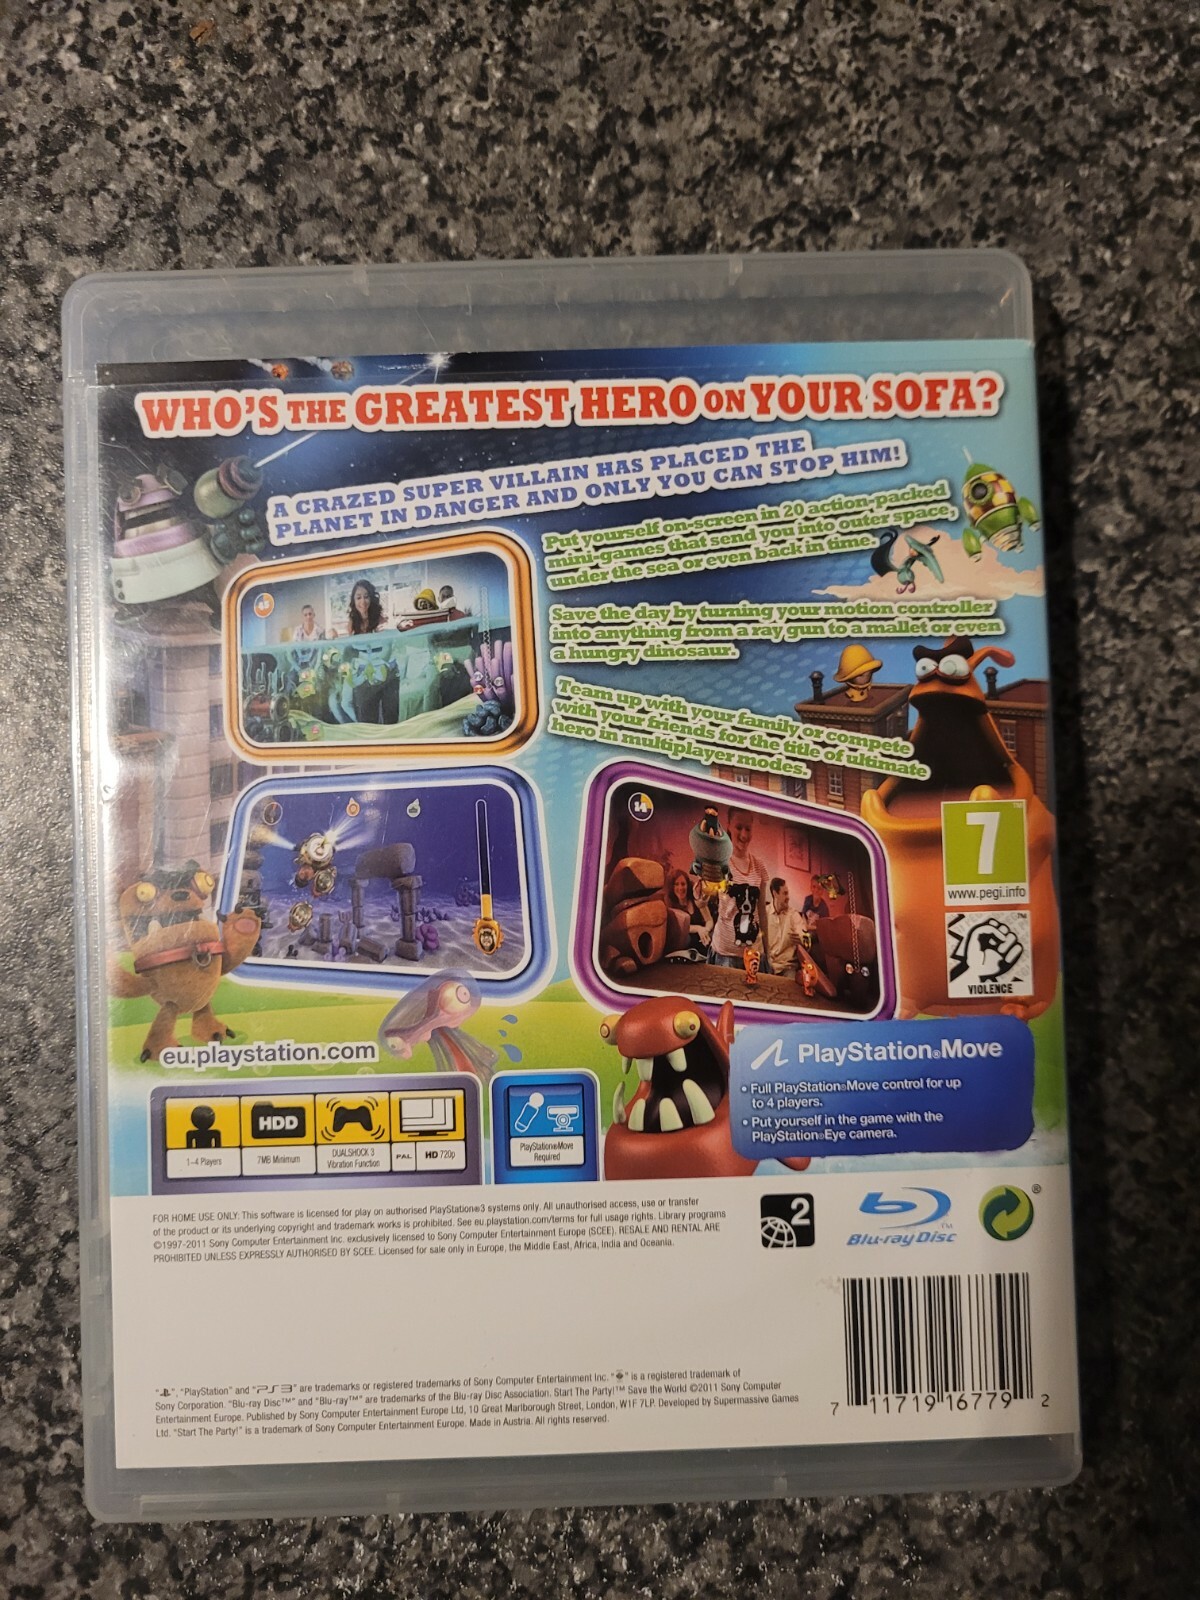 WHO'S THE GREATEST HERO ON YOUR SOFA?
A CRAZED SUPER VILLAIN HAS PLACED THE
PLANET IN DANGER AND ONLY YOU CAN STOP HIM!
Put yourself on-screen in 20 action-packed
mini-games that send you into outer space,
under the sea or even back in time.
Save the day by turning your motion controller
into anything from a ray gun to a mallet or even
a hungry dinosaur.
Team up with your family or compete
with your friends for the title of ultimate
hero in multiplayer modes.
45
14
7™
www.pegi.info
VIOLENCE
eu.playstation.com
PlayStation®Move
• Full PlayStation®Move control for up
to 4 players.
• Put yourself in the game with the
PlayStation®Eye camera.
HDD
1-4 Players
7MB Minimum
DUALSHOCK 3
Vibration Function
PAL
HD 720p
PlayStation®Move
Required
FOR HOME USE ONLY: This software is licensed for play on authorised PlayStation®3 systems only. All unauthorised access, use or transfer
of the product or its underlying copyright and trademark works is prohibited. See eu.playstation.com/terms for full usage rights. Library programs
©1997-2011 Sony Computer Entertainment Inc. exclusively licensed to Sony Computer Entertainment Europe (SCEE). RESALE AND RENTAL ARE
PROHIBITED UNLESS EXPRESSLY AUTHORISED BY SCEE. Licensed for sale only in Europe, the Middle East, Africa, India and Oceania.
2
Blu-ray Disc™
®
"PlayStation" and "PS3" are trademarks or registered trademarks of Sony Computer Entertainment Inc. " " is a registered trademark of
Sony Corporation. "Blu-ray Disc™" and "Blu-ray™" are trademarks of the Blu-ray Disc Association. Start The Party!™ Save the World ©2011 Sony Computer
Entertainment Europe. Published by Sony Computer Entertainment Europe Ltd, 10 Great Marlborough Street, London, W1F 7LP. Developed by Supermassive Games
Ltd. "Start The Party!" is a trademark of Sony Computer Entertainment Europe. Made in Austria. All rights reserved.
7 11719 16779 2